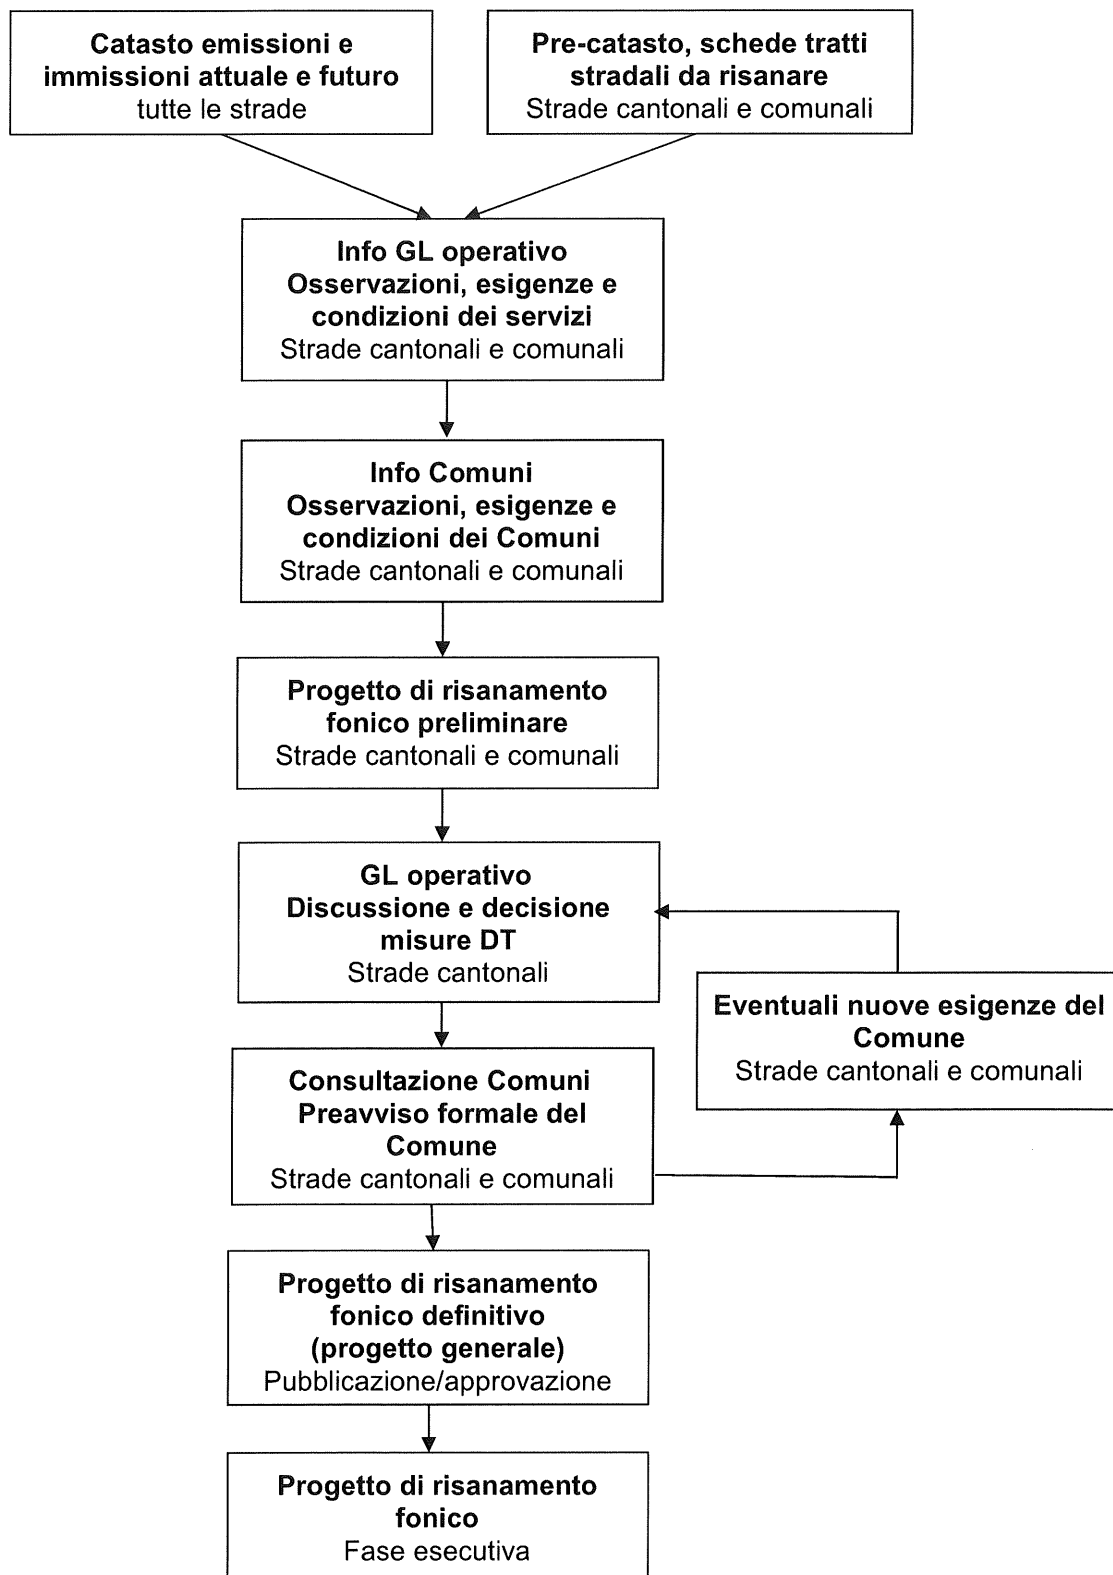 Catasto emissioni e
immissioni attuale e futuro
tutte le strade
Pre-catasto, schede tratti
stradali da risanare
Strade cantonali e comunali
Info GL operativo
Osservazioni, esigenze e
condizioni dei servizi
Strade cantonali e comunali
Info Comuni
Osservazioni, esigenze e
condizioni dei Comuni
Strade cantonali e comunali
Progetto di risanamento
fonico preliminare
Strade cantonali e comunali
GL operativo
Discussione e decisione
misure DT
Strade cantonali
Eventuali nuove esigenze del
Comune
Strade cantonali e comunali
Consultazione Comuni
Preavviso formale del
Comune
Strade cantonali e comunali
Progetto di risanamento
fonico definitivo
(progetto generale)
Pubblicazione/approvazione
Progetto di risanamento
fonico
Fase esecutiva